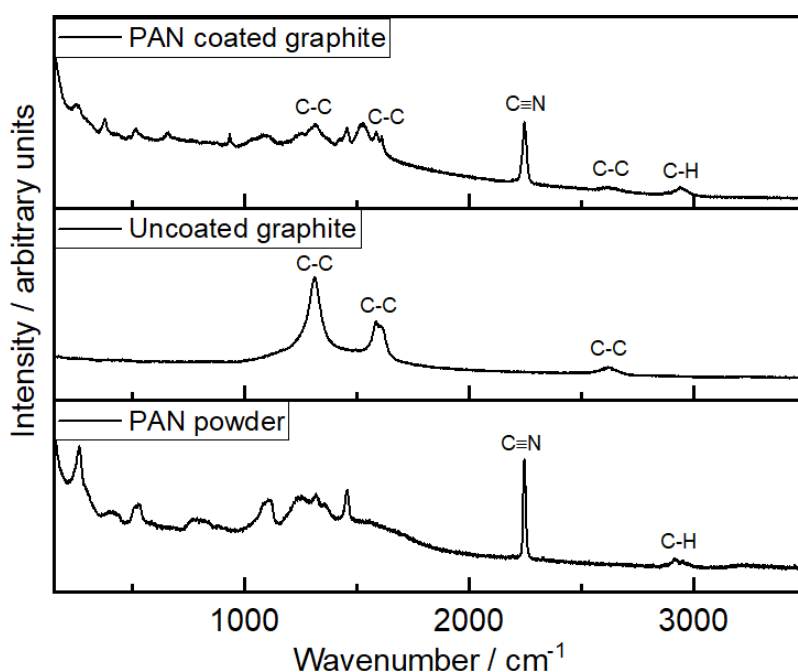 PAN coated graphite
C-C
C-C
C≡N
C-C
C-H
Uncoated graphite
C-C
C-C
C-C
PAN powder
C≡N
C-H
Intensity / arbitrary units
1000
2000
3000
Wavenumber / cm⁻¹